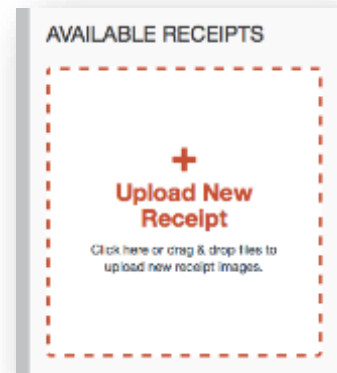 AVAILABLE RECEIPTS
+
Upload New
Receipt
Click here or drag & drop files to
upload new receipt images.